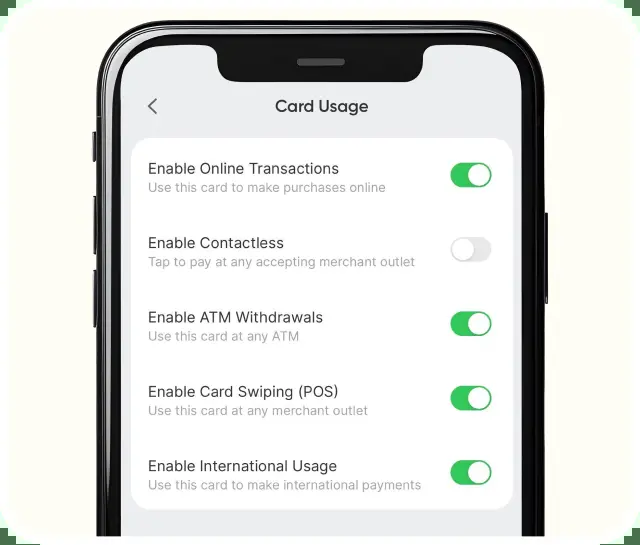 Card Usage
Enable Online Transactions
Use this card to make purchases online
Enable Contactless
Tap to pay at any accepting merchant outlet
Enable ATM Withdrawals
Use this card at any ATM
Enable Card Swiping (POS)
Use this card at any merchant outlet
Enable International Usage
Use this card to make international payments